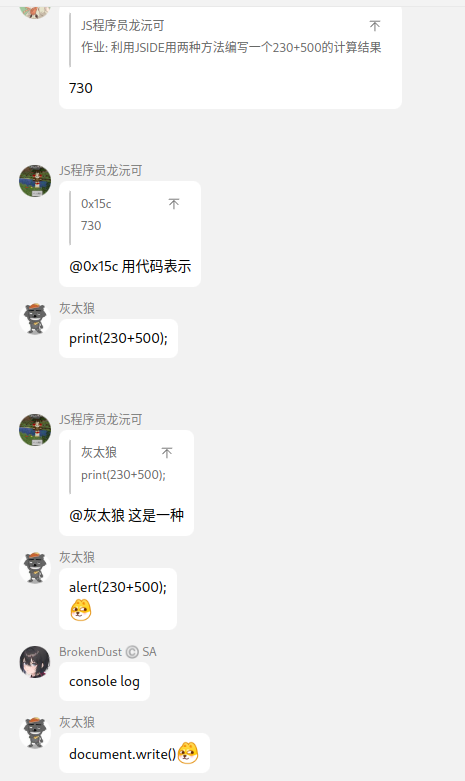 JS程序员龙沅可
作业: 利用JSIDE用两种方法编写一个230+500的计算结果
730
JS程序员龙沅可
0x15c
730
@0x15c 用代码表示
灰太狼
print(230+500);
JS程序员龙沅可
灰太狼
print(230+500);
@灰太狼 这是一种
灰太狼
alert(230+500);
BrokenDust © SA
console log
灰太狼
document.write()